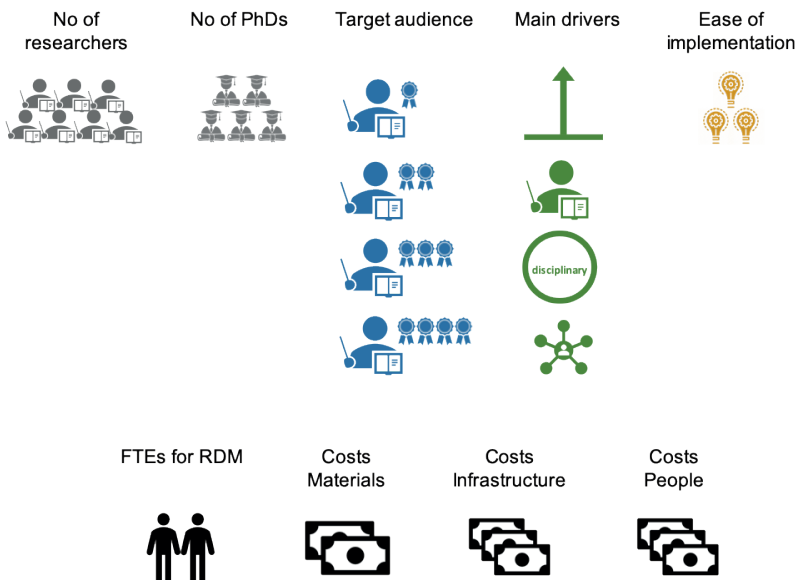 No of
researchers
No of PhDs
Target audience
Main drivers
Ease of
implementation
disciplinary
FTEs for RDM
Costs
Materials
Costs
Infrastructure
Costs
People